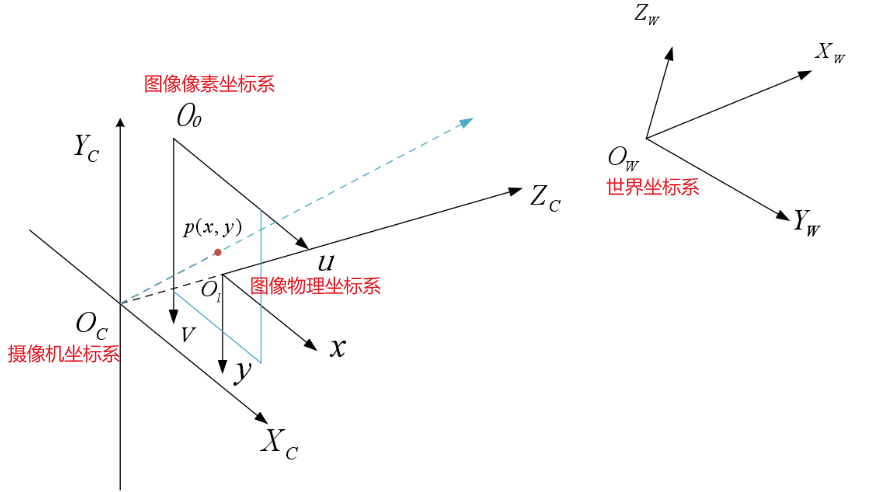 Z_W
X_W
图像像素坐标系
O_0
Y_C
O_W
世界坐标系
Z_C
p(x, y)
Y_W
u
O_i
图像物理坐标系
O_C
V
摄像机坐标系
x
y
X_C